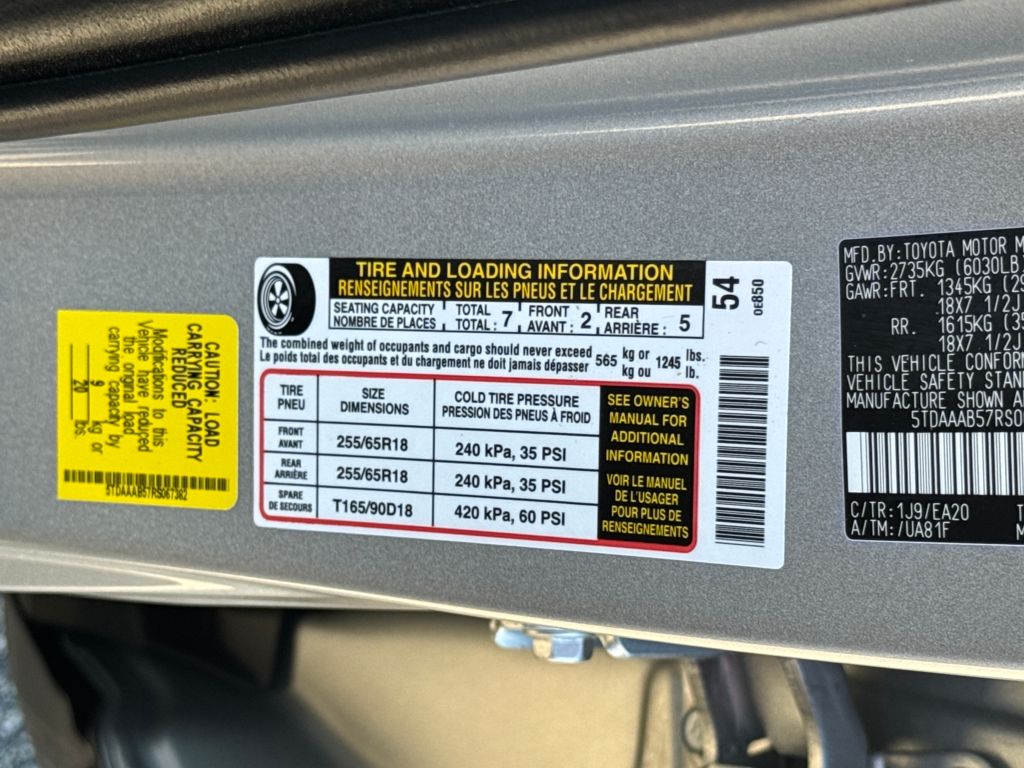 CAUTION: LOAD
CARRYING CAPACITY
REDUCED
Modifications to the
Vehicle have reduced
the original load
carrying capacity by
9 kg or
20 lbs.
5TDAAAB57RS067362
TIRE AND LOADING INFORMATION
RENSEIGNEMENTS SUR LES PNEUS ET LE CHARGEMENT
SEATING CAPACITY TOTAL FRONT REAR
NOMBRE DE PLACES TOTAL : 7 AVANT : 2 ARRIÈRE : 5
The combined weight of occupants and cargo should never exceed 565 kg or 1245 lbs.
Le poids total des occupants et du chargement ne doit jamais dépasser kg ou lb.
TIRE SIZE COLD TIRE PRESSURE
PNEU DIMENSIONS PRESSION DES PNEUS À FROID
FRONT
AVANT 255/65R18 240 kPa, 35 PSI
REAR
ARRIÈRE 255/65R18 240 kPa, 35 PSI
SPARE
DE SECOURS T165/90D18 420 kPa, 60 PSI
SEE OWNER'S
MANUAL FOR
ADDITIONAL
INFORMATION
VOIR LE MANUEL
DE L'USAGER
POUR PLUS DE
RENSEIGNEMENTS
54
0E850
MFD.BY:TOYOTA MOTOR M
GVWR:2735KG (6030LB)
GAWR:FRT. 1345KG (29
18X7 1/2J
RR. 1615KG (35
18X7 1/2J
THIS VEHICLE CONFORM
VEHICLE SAFETY STAN
MANUFACTURE SHOWN A
5TDAAAB57RS0
C/TR:1J9/EA20 T
A/TM:/UA81F M